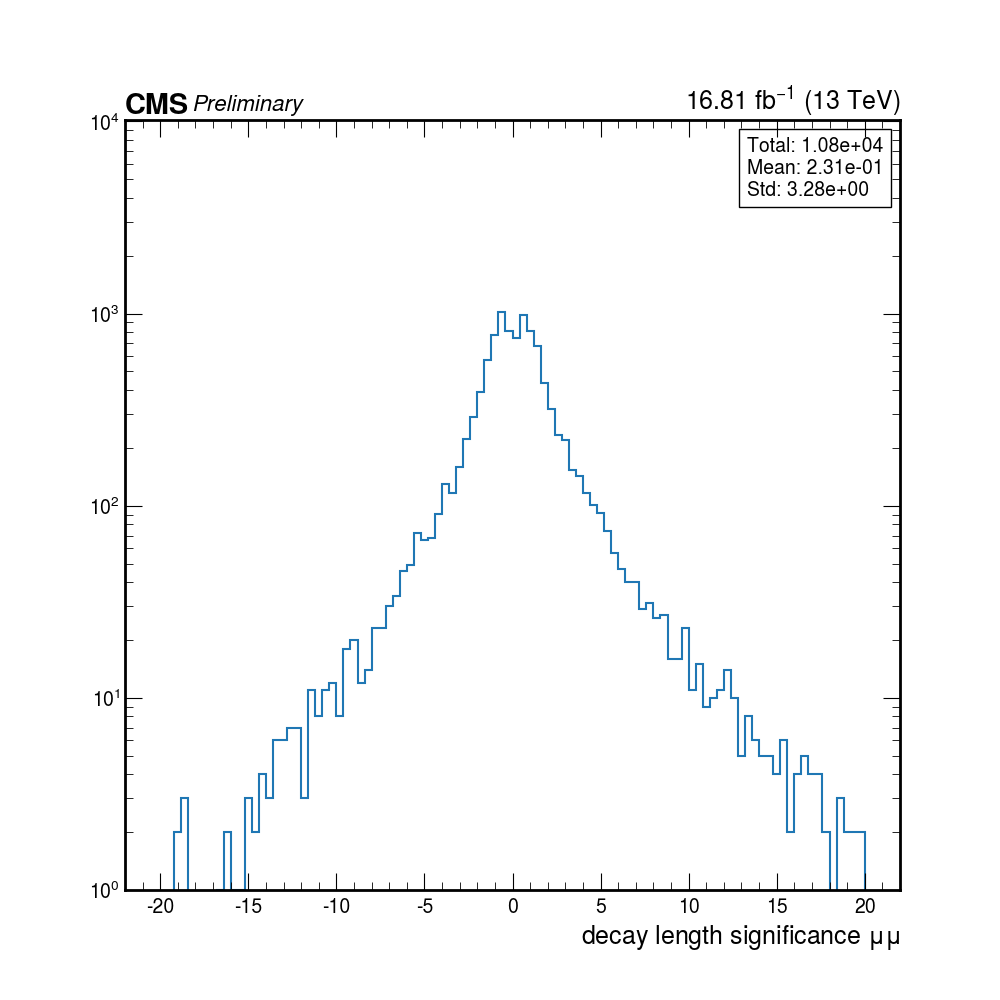 CMS Preliminary
16.81 fb⁻¹ (13 TeV)
Total: 1.08e+04
Mean: 2.31e-01
Std: 3.28e+00
10⁴
10³
10²
10¹
10⁰
-20 -15 -10 -5 0 5 10 15 20
decay length significance µµ